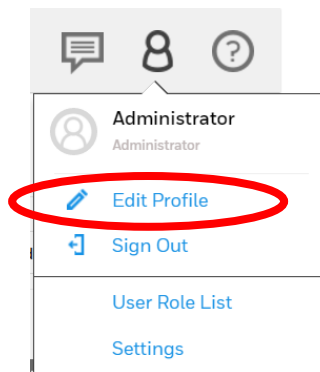 Administrator
Administrator
Edit Profile
Sign Out
User Role List
Settings